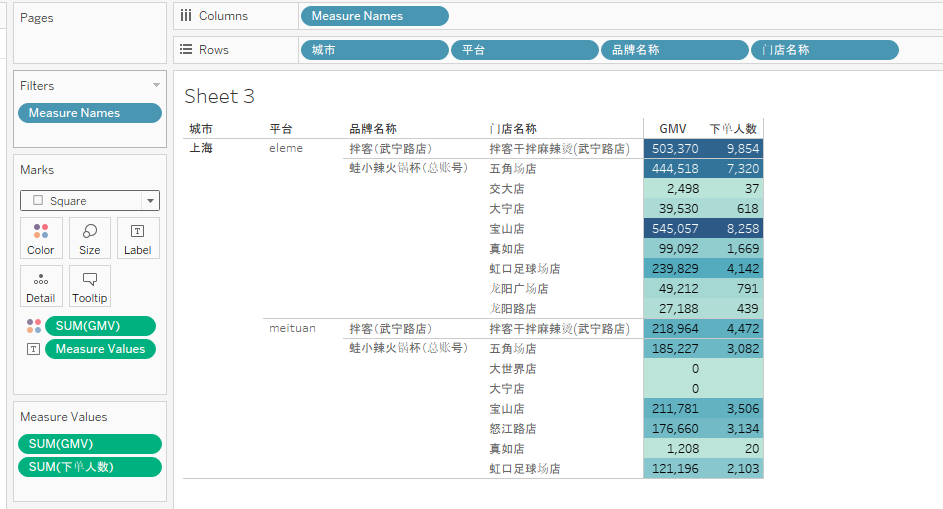 Pages
Columns Measure Names
Rows 城市 平台 品牌名称 门店名称
Filters
Measure Names
Marks
Square
Color Size Label
Detail Tooltip
SUM(GMV)
Measure Values
Measure Values
SUM(GMV)
SUM(下单人数)
Sheet 3
城市 平台 品牌名称 门店名称 GMV 下单人数
上海 eleme 拌客(武宁路店) 拌客干拌麻辣烫(武宁路店) 503,370 9,854
蛙小辣火锅杯(总账号) 五角场店 444,518 7,320
交大店 2,498 37
大宁店 39,530 618
宝山店 545,057 8,258
真如店 99,092 1,669
虹口足球场店 239,829 4,142
龙阳广场店 49,212 791
龙阳路店 27,188 439
meituan 拌客(武宁路店) 拌客干拌麻辣烫(武宁路店) 218,964 4,472
蛙小辣火锅杯(总账号) 五角场店 185,227 3,082
大世界店 0
大宁店 0
宝山店 211,781 3,506
怒江路店 176,660 3,134
真如店 1,208 20
虹口足球场店 121,196 2,103